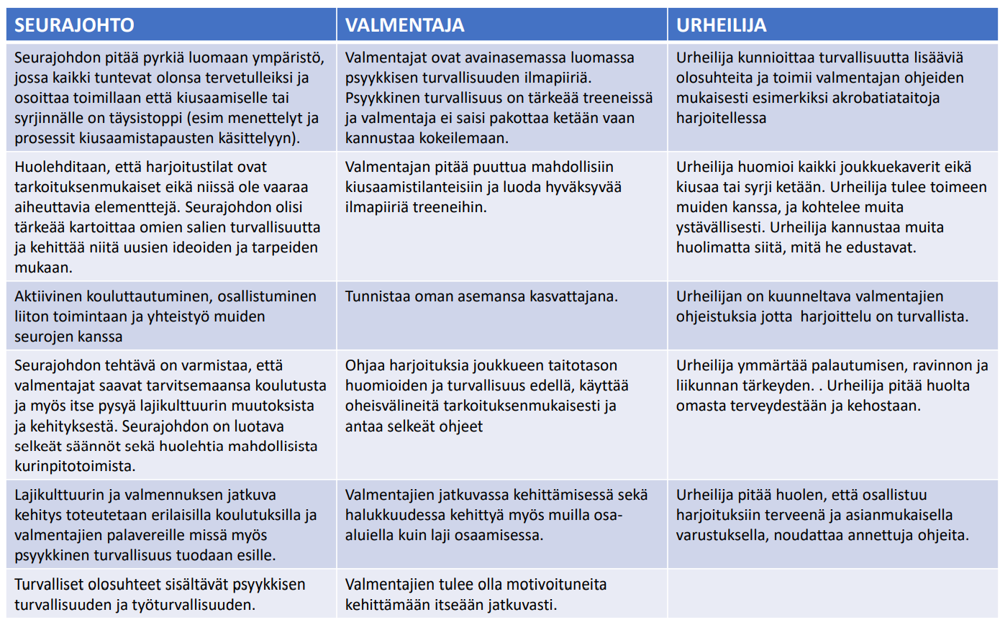 SEURAJOHTO
VALMENTAJA
URHEILIJA
Seurajohdon pitää pyrkiä luomaan ympäristö,
jossa kaikki tuntevat olonsa tervetulleiksi ja
osoittaa toimillaan että kiusaamiselle tai
syrjinnälle on täysistoppi (esim menettelyt ja
prosessit kiusaamistapausten käsittelyyn).
Valmentajat ovat avainasemassa luomassa
psyykkisen turvallisuuden ilmapiiriä.
Psyykkinen turvallisuus on tärkeää treeneissä
ja valmentaja ei saisi pakottaa ketään vaan
kannustaa kokeilemaan.
Urheilija kunnioittaa turvallisuutta lisääviä
olosuhteita ja toimii valmentajan ohjeiden
mukaisesti esimerkiksi akrobatiataitoja
harjoitellessa
Huolehditaan, että harjoitustilat ovat
tarkoituksenmukaiset eikä niissä ole vaaraa
aiheuttavia elementtejä. Seurajohdon olisi
tärkeää kartoittaa omien salien turvallisuutta
ja kehittää niitä uusien ideoiden ja tarpeiden
mukaan.
Valmentajan pitää puuttua mahdollisiin
kiusaamistilanteisiin ja luoda hyväksyvää
ilmapiiriä treeneihin.
Urheilija huomioi kaikki joukkuekaverit eikä
kiusaa tai syrji ketään. Urheilija tulee toimeen
muiden kanssa, ja kohtelee muita
ystävällisesti. Urheilija kannustaa muita
huolimatta siitä, mitä he edustavat.
Aktiivinen kouluttautuminen, osallistuminen
liiton toimintaan ja yhteistyö muiden
seurojen kanssa
Tunnistaa oman asemansa kasvattajana.
Urheilijan on kuunneltava valmentajien
ohjeistuksia jotta  harjoittelu on turvallista.
Seurajohdon tehtävä on varmistaa, että
valmentajat saavat tarvitsemaansa koulutusta
ja myös itse pysyä lajikulttuurin muutoksista
ja kehityksestä. Seurajohdon on luotava
selkeät säännöt sekä huolehtia mahdollisista
kurinpitotoimista.
Ohjaa harjoituksia joukkueen taitotason
huomioiden ja turvallisuus edellä, käyttää
oheisvälineitä tarkoituksenmukaisesti ja
antaa selkeät ohjeet
Urheilija ymmärtää palautumisen, ravinnon ja
liikunnan tärkeyden. . Urheilija pitää huolta
omasta terveydestään ja kehostaan.
Lajikulttuurin ja valmennuksen jatkuva
kehitys toteutetaan erilaisilla koulutuksilla ja
valmentajien palavereille missä myös
psyykkinen turvallisuus tuodaan esille.
Valmentajien jatkuvassa kehittämisessä sekä
halukkuudessa kehittyä myös muilla osa-
aluiella kuin laji osaamisessa.
Urheilija pitää huolen, että osallistuu
harjoituksiin terveenä ja asianmukaisella
varustuksella, noudattaa annettuja ohjeita.
Turvalliset olosuhteet sisältävät psyykkisen
turvallisuuden ja työturvallisuuden.
Valmentajien tulee olla motivoituneita
kehittämään itseään jatkuvasti.